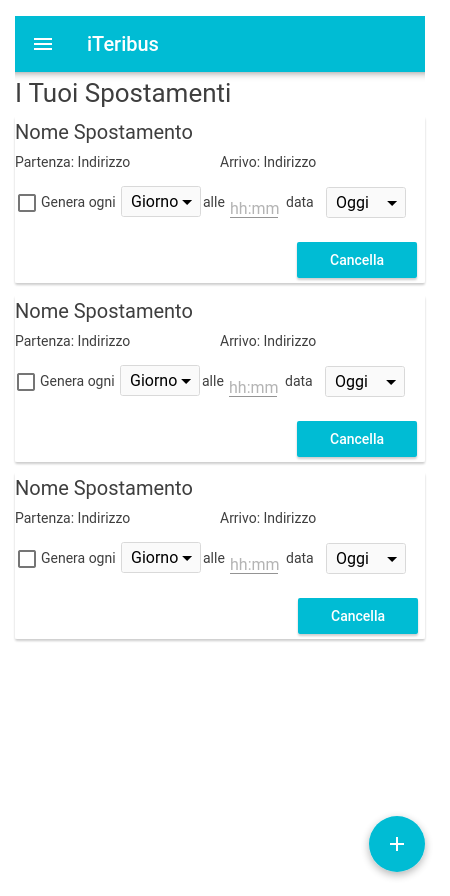 iTeribus
I Tuoi Spostamenti
Nome Spostamento
Partenza: Indirizzo Arrivo: Indirizzo
Genera ogni Giorno alle hh:mm data Oggi
Cancella
Nome Spostamento
Partenza: Indirizzo Arrivo: Indirizzo
Genera ogni Giorno alle hh:mm data Oggi
Cancella
Nome Spostamento
Partenza: Indirizzo Arrivo: Indirizzo
Genera ogni Giorno alle hh:mm data Oggi
Cancella
+